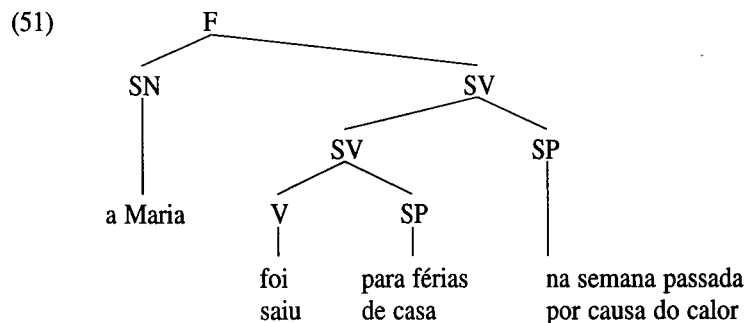 (51) F
SN SV
SV SP
a Maria V SP
foi para férias na semana passada
saiu de casa por causa do calor